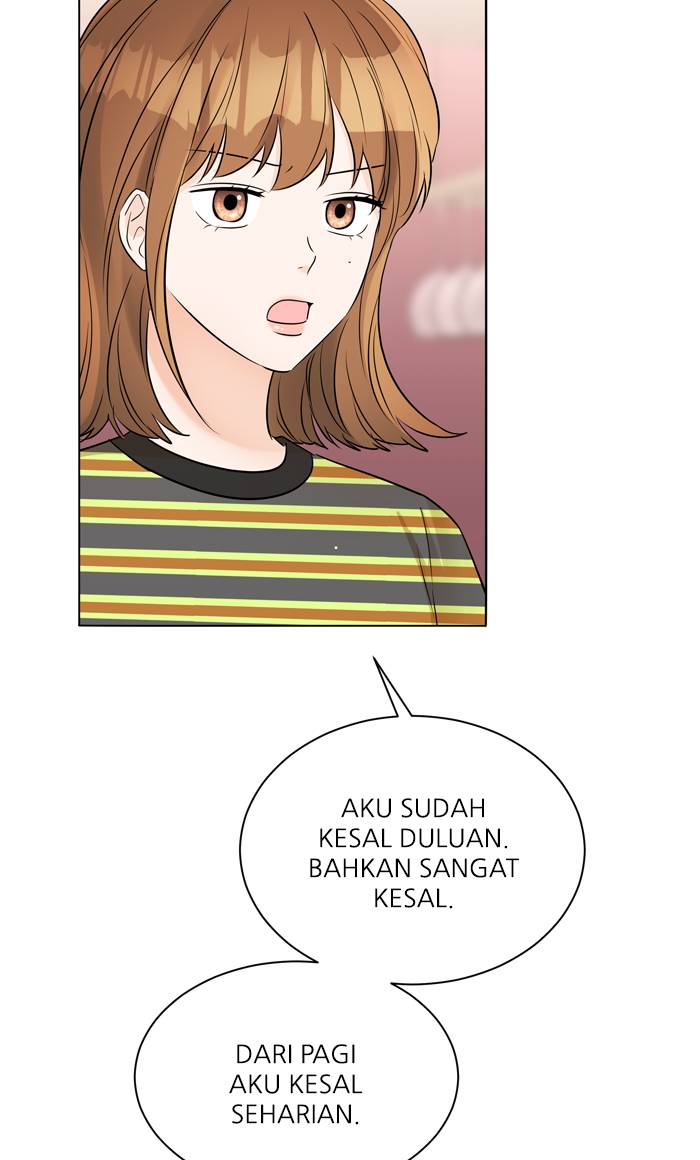 AKU SUDAH
KESAL DULUAN.
BAHKAN SANGAT
KESAL.
DARI PAGI
AKU KESAL
SEHARIAN.